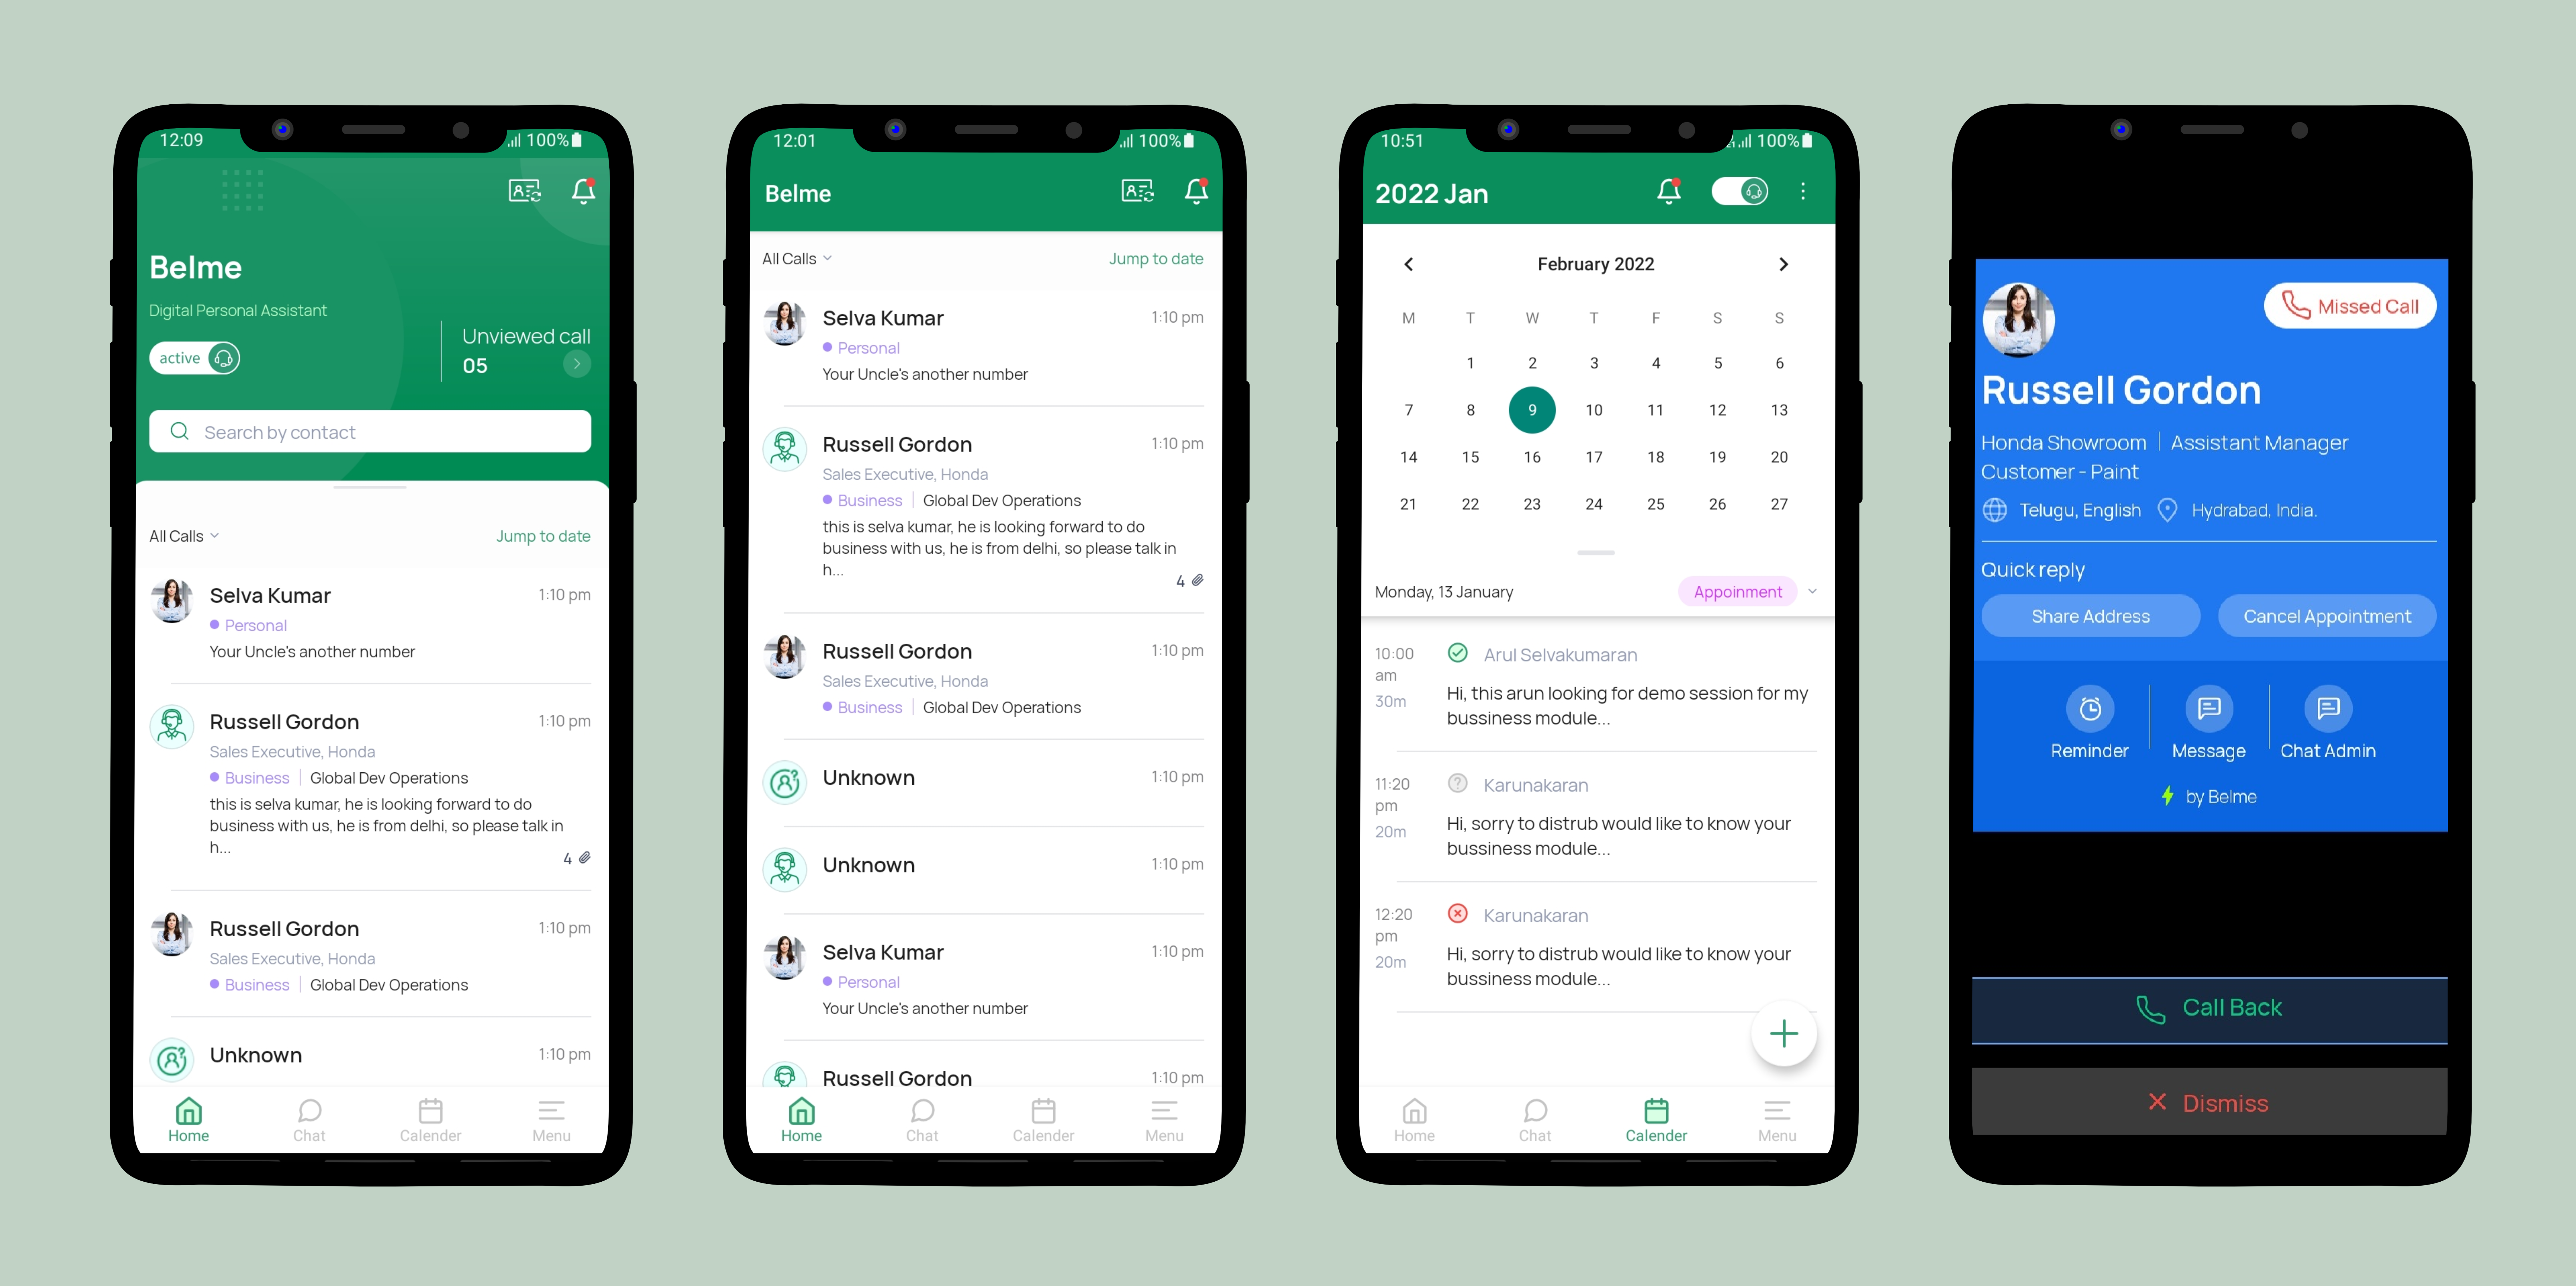 12:09
100%
Belme
Digital Personal Assistant
active
Unviewed call
05
Search by contact
All Calls
Jump to date
Selva Kumar
1:10 pm
Personal
Your Uncle's another number
Russell Gordon
1:10 pm
Sales Executive, Honda
Business | Global Dev Operations
this is selva kumar, he is looking forward to do
business with us, he is from delhi, so please talk in
h...
4
Russell Gordon
1:10 pm
Sales Executive, Honda
Business | Global Dev Operations
Unknown
1:10 pm
Home
Chat
Calender
Menu
12:01
100%
Belme
All Calls
Jump to date
Selva Kumar
1:10 pm
Personal
Your Uncle's another number
Russell Gordon
1:10 pm
Sales Executive, Honda
Business | Global Dev Operations
this is selva kumar, he is looking forward to do
business with us, he is from delhi, so please talk in
h...
4
Russell Gordon
1:10 pm
Sales Executive, Honda
Business | Global Dev Operations
Unknown
1:10 pm
Unknown
1:10 pm
Selva Kumar
1:10 pm
Personal
Your Uncle's another number
Russell Gordon
1:10 pm
Home
Chat
Calender
Menu
10:51
100%
2022 Jan
February 2022
M T W T F S S
1 2 3 4 5 6
7 8 9 10 11 12 13
14 15 16 17 18 19 20
21 22 23 24 25 26 27
Monday, 13 January
Appoinment
10:00
am
30m
Arul Selvakumaran
Hi, this arun looking for demo session for my
bussiness module...
11:20
pm
20m
Karunakaran
Hi, sorry to distrub would like to know your
bussiness module...
12:20
pm
20m
Karunakaran
Hi, sorry to distrub would like to know your
bussiness module...
Home
Chat
Calender
Menu
Missed Call
Russell Gordon
Honda Showroom | Assistant Manager
Customer - Paint
Telugu, English
Hydrabad, India.
Quick reply
Share Address
Cancel Appointment
Reminder
Message
Chat Admin
by Belme
Call Back
Dismiss